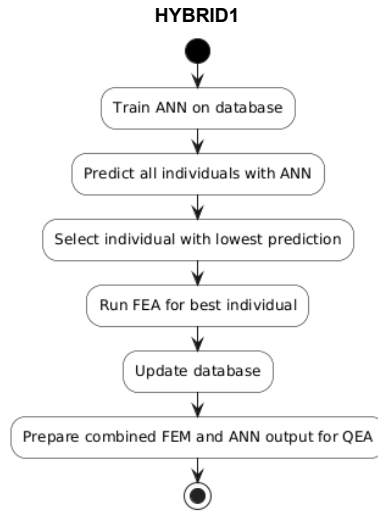 HYBRID1
Train ANN on database
Predict all individuals with ANN
Select individual with lowest prediction
Run FEA for best individual
Update database
Prepare combined FEM and ANN output for QEA